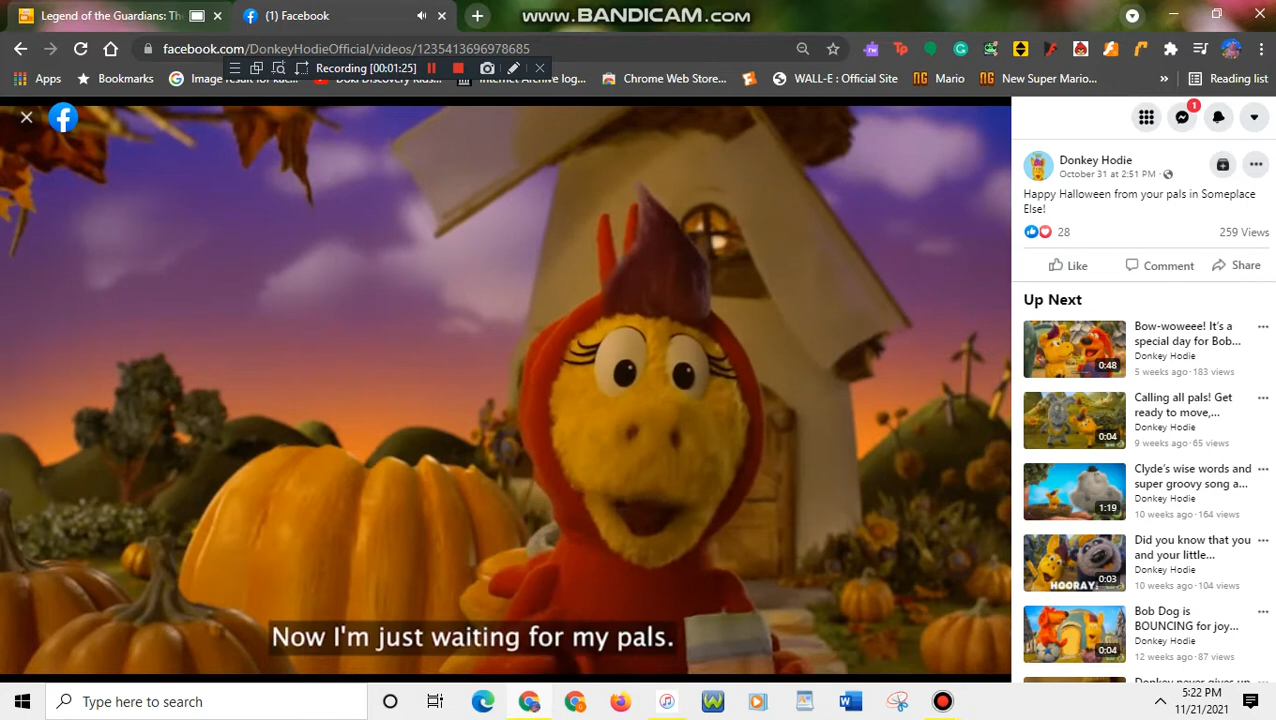 Legend of the Guardians: Th
(1) Facebook
www.BANDICAM.com
facebook.com/DonkeyHodieOfficial/videos/1235413696978685
Recording [00:01:25]
Apps
Bookmarks
Image
Internet Archive log...
Chrome Web Store...
WALL-E: Official Site
Mario
New Super Mario...
Reading list
1
Donkey Hodie
October 31 at 2:51 PM ·
Happy Halloween from your pals in Someplace
Else!
28
259 Views
Like
Comment
Share
Up Next
Bow-woweee! It's a
special day for Bob...
Donkey Hodie
5 weeks ago · 183 views
0:48
Calling all pals! Get
ready to move,...
Donkey Hodie
9 weeks ago · 65 views
0:04
Clyde's wise words and
super groovy song a...
Donkey Hodie
10 weeks ago · 164 views
1:19
Did you know that you
and your little...
Donkey Hodie
10 weeks ago · 104 views
HOORAY!
0:03
Bob Dog is
BOUNCING for joy...
Donkey Hodie
12 weeks ago · 87 views
0:04
Now I'm just waiting for my pals.
Type here to search
5:22 PM
11/21/2021